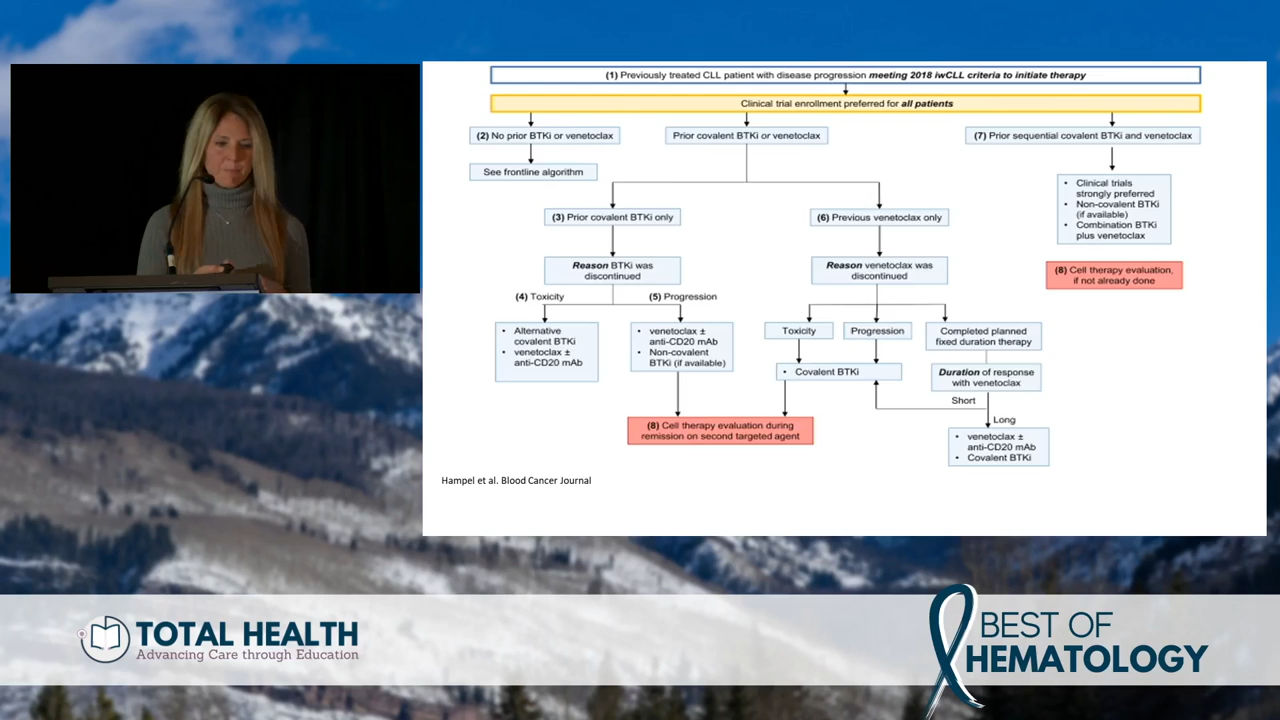 (1) Previously treated CLL patient with disease progression meeting 2018 iwCLL criteria to initiate therapy
Clinical trial enrollment preferred for all patients
(2) No prior BTKi or venetoclax
Prior covalent BTKi or venetoclax
(7) Prior sequential covalent BTKi and venetoclax
See frontline algorithm
• Clinical trials
strongly preferred
• Non-covalent BTKi
(if available)
• Combination BTKi
plus venetoclax
(3) Prior covalent BTKi only
(6) Previous venetoclax only
Reason BTKi was
discontinued
Reason venetoclax was
discontinued
(8) Cell therapy evaluation,
if not already done
(4) Toxicity
(5) Progression
• Alternative
covalent BTKi
• venetoclax ±
anti-CD20 mAb
• venetoclax ±
anti-CD20 mAb
• Non-covalent
BTKi (if available)
Toxicity
Progression
Completed planned
fixed duration therapy
• Covalent BTKi
Duration of response
with venetoclax
Short
Long
(8) Cell therapy evaluation during
remission on second targeted agent
• venetoclax ±
anti-CD20 mAb
• Covalent BTKi
Hampel et al. Blood Cancer Journal
TOTAL HEALTH
Advancing Care through Education
BEST OF
HEMATOLOGY